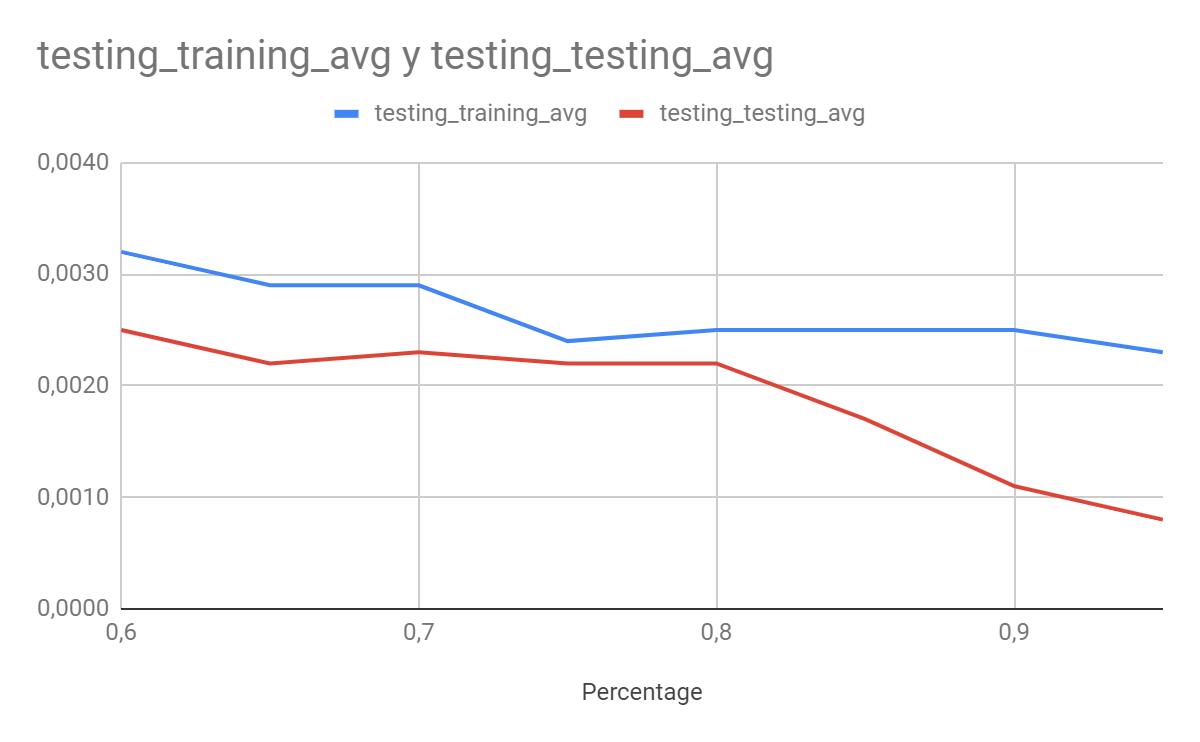 testing_training_avg y testing_testing_avg
testing_training_avg testing_testing_avg
0,0040
0,0030
0,0020
0,0010
0,0000
0,6 0,7 0,8 0,9
Percentage